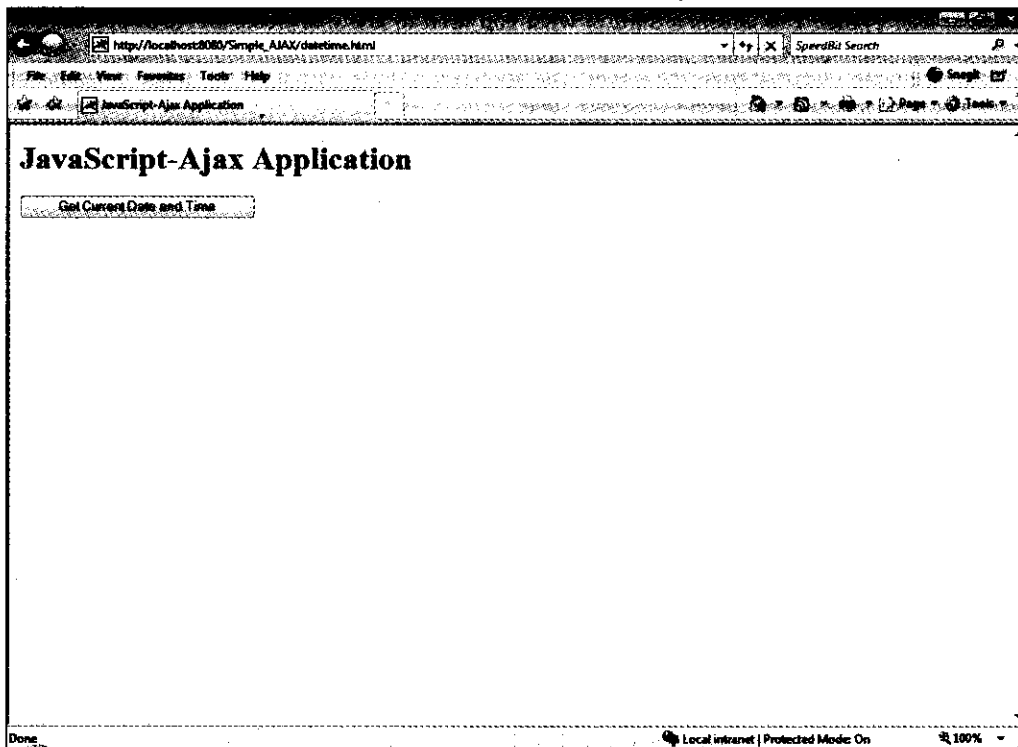 http://localhost:8080/Simple_AJAX/datetime.html
SpeedBit Search
File Edit View Favorites Tools Help
SnagIt
JavaScript-Ajax Application
Page Tools
JavaScript-Ajax Application
Get Current Date and Time
Done
Local intranet | Protected Mode: On
100%